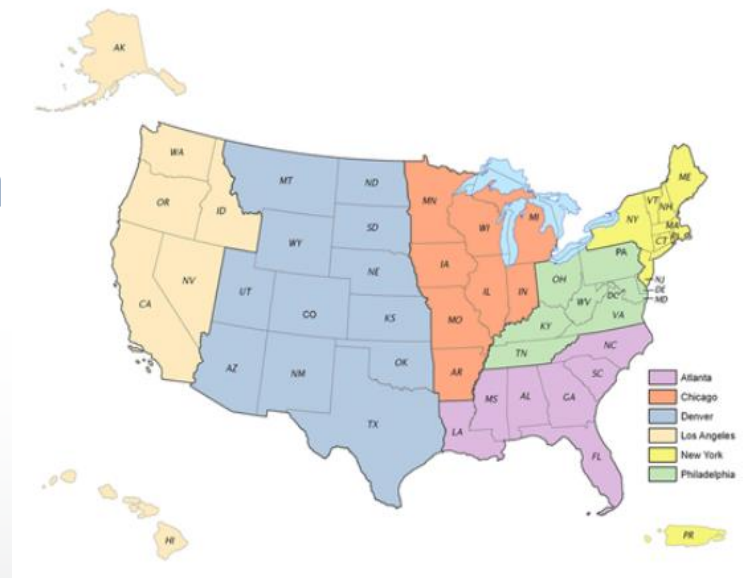 AK
WA
MT
ND
MN
ME
OR
ID
SD
WI
MI
NY
VT
NH
MA
CT
RI
WY
IA
PA
NV
UT
NE
IL
IN
OH
NJ
DE
MD
DC
WV
VA
CA
CO
KS
MO
KY
AZ
NM
OK
AR
TN
NC
SC
TX
MS
AL
GA
LA
FL
Atlanta
Chicago
Denver
Los Angeles
New York
Philadelphia
HI
PR